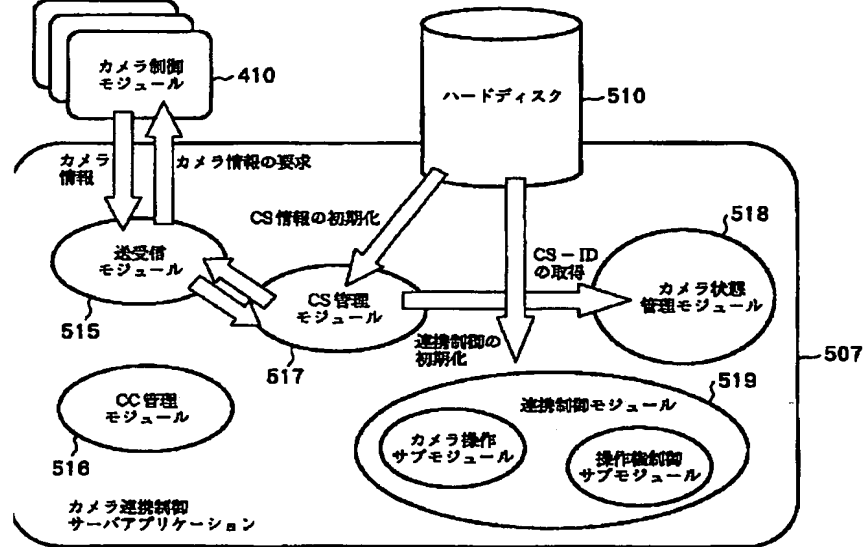 カメラ制御
モジュール
410
ハードディスク
510
カメラ
情報
カメラ情報の要求
CS情報の初期化
送受信
モジュール
515
CS-ID
の取得
518
カメラ状態
管理モジュール
CS管理
モジュール
517
連携制御の
初期化
507
CC管理
モジュール
516
519
連携制御モジュール
カメラ操作
サブモジュール
操作権制御
サブモジュール
カメラ連携制御
サーバアプリケーション